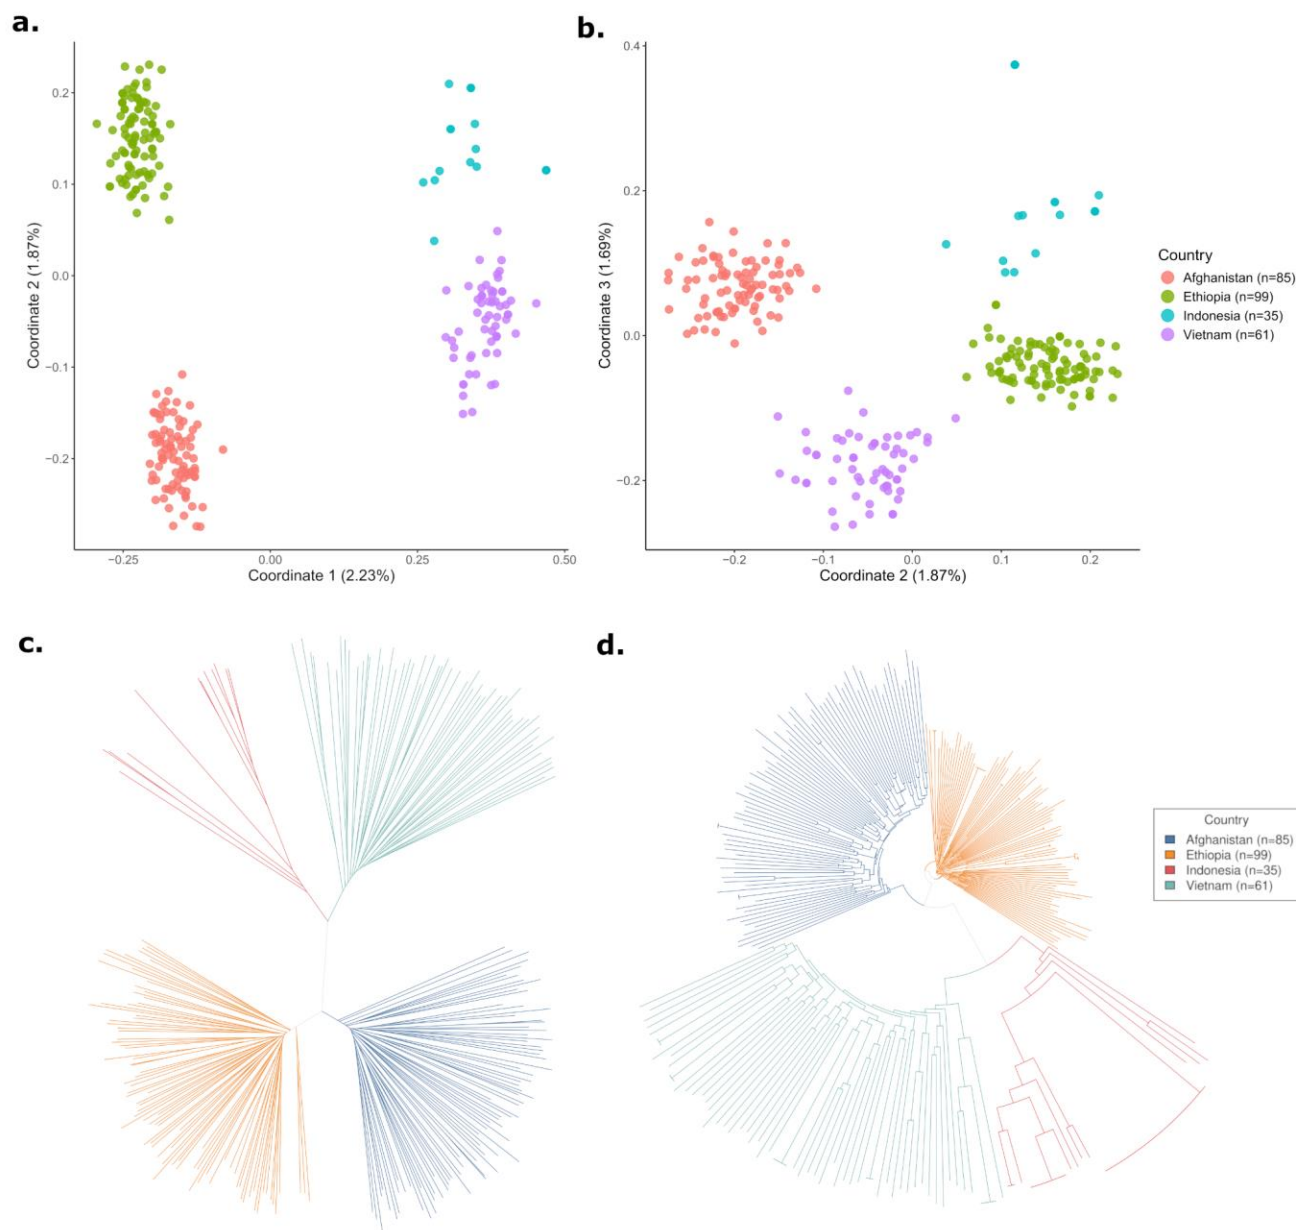 a.
Coordinate 2 (1.87%)
0.2
0.1
0.0
−0.1
−0.2
−0.25
0.00
0.25
0.50
Coordinate 1 (2.23%)
b.
Coordinate 3 (1.69%)
0.4
0.2
0.0
−0.2
−0.2
−0.1
0.0
0.1
0.2
Coordinate 2 (1.87%)
Country
Afghanistan (n=85)
Ethiopia (n=99)
Indonesia (n=35)
Vietnam (n=61)
c.
d.
Country
Afghanistan (n=85)
Ethiopia (n=99)
Indonesia (n=35)
Vietnam (n=61)